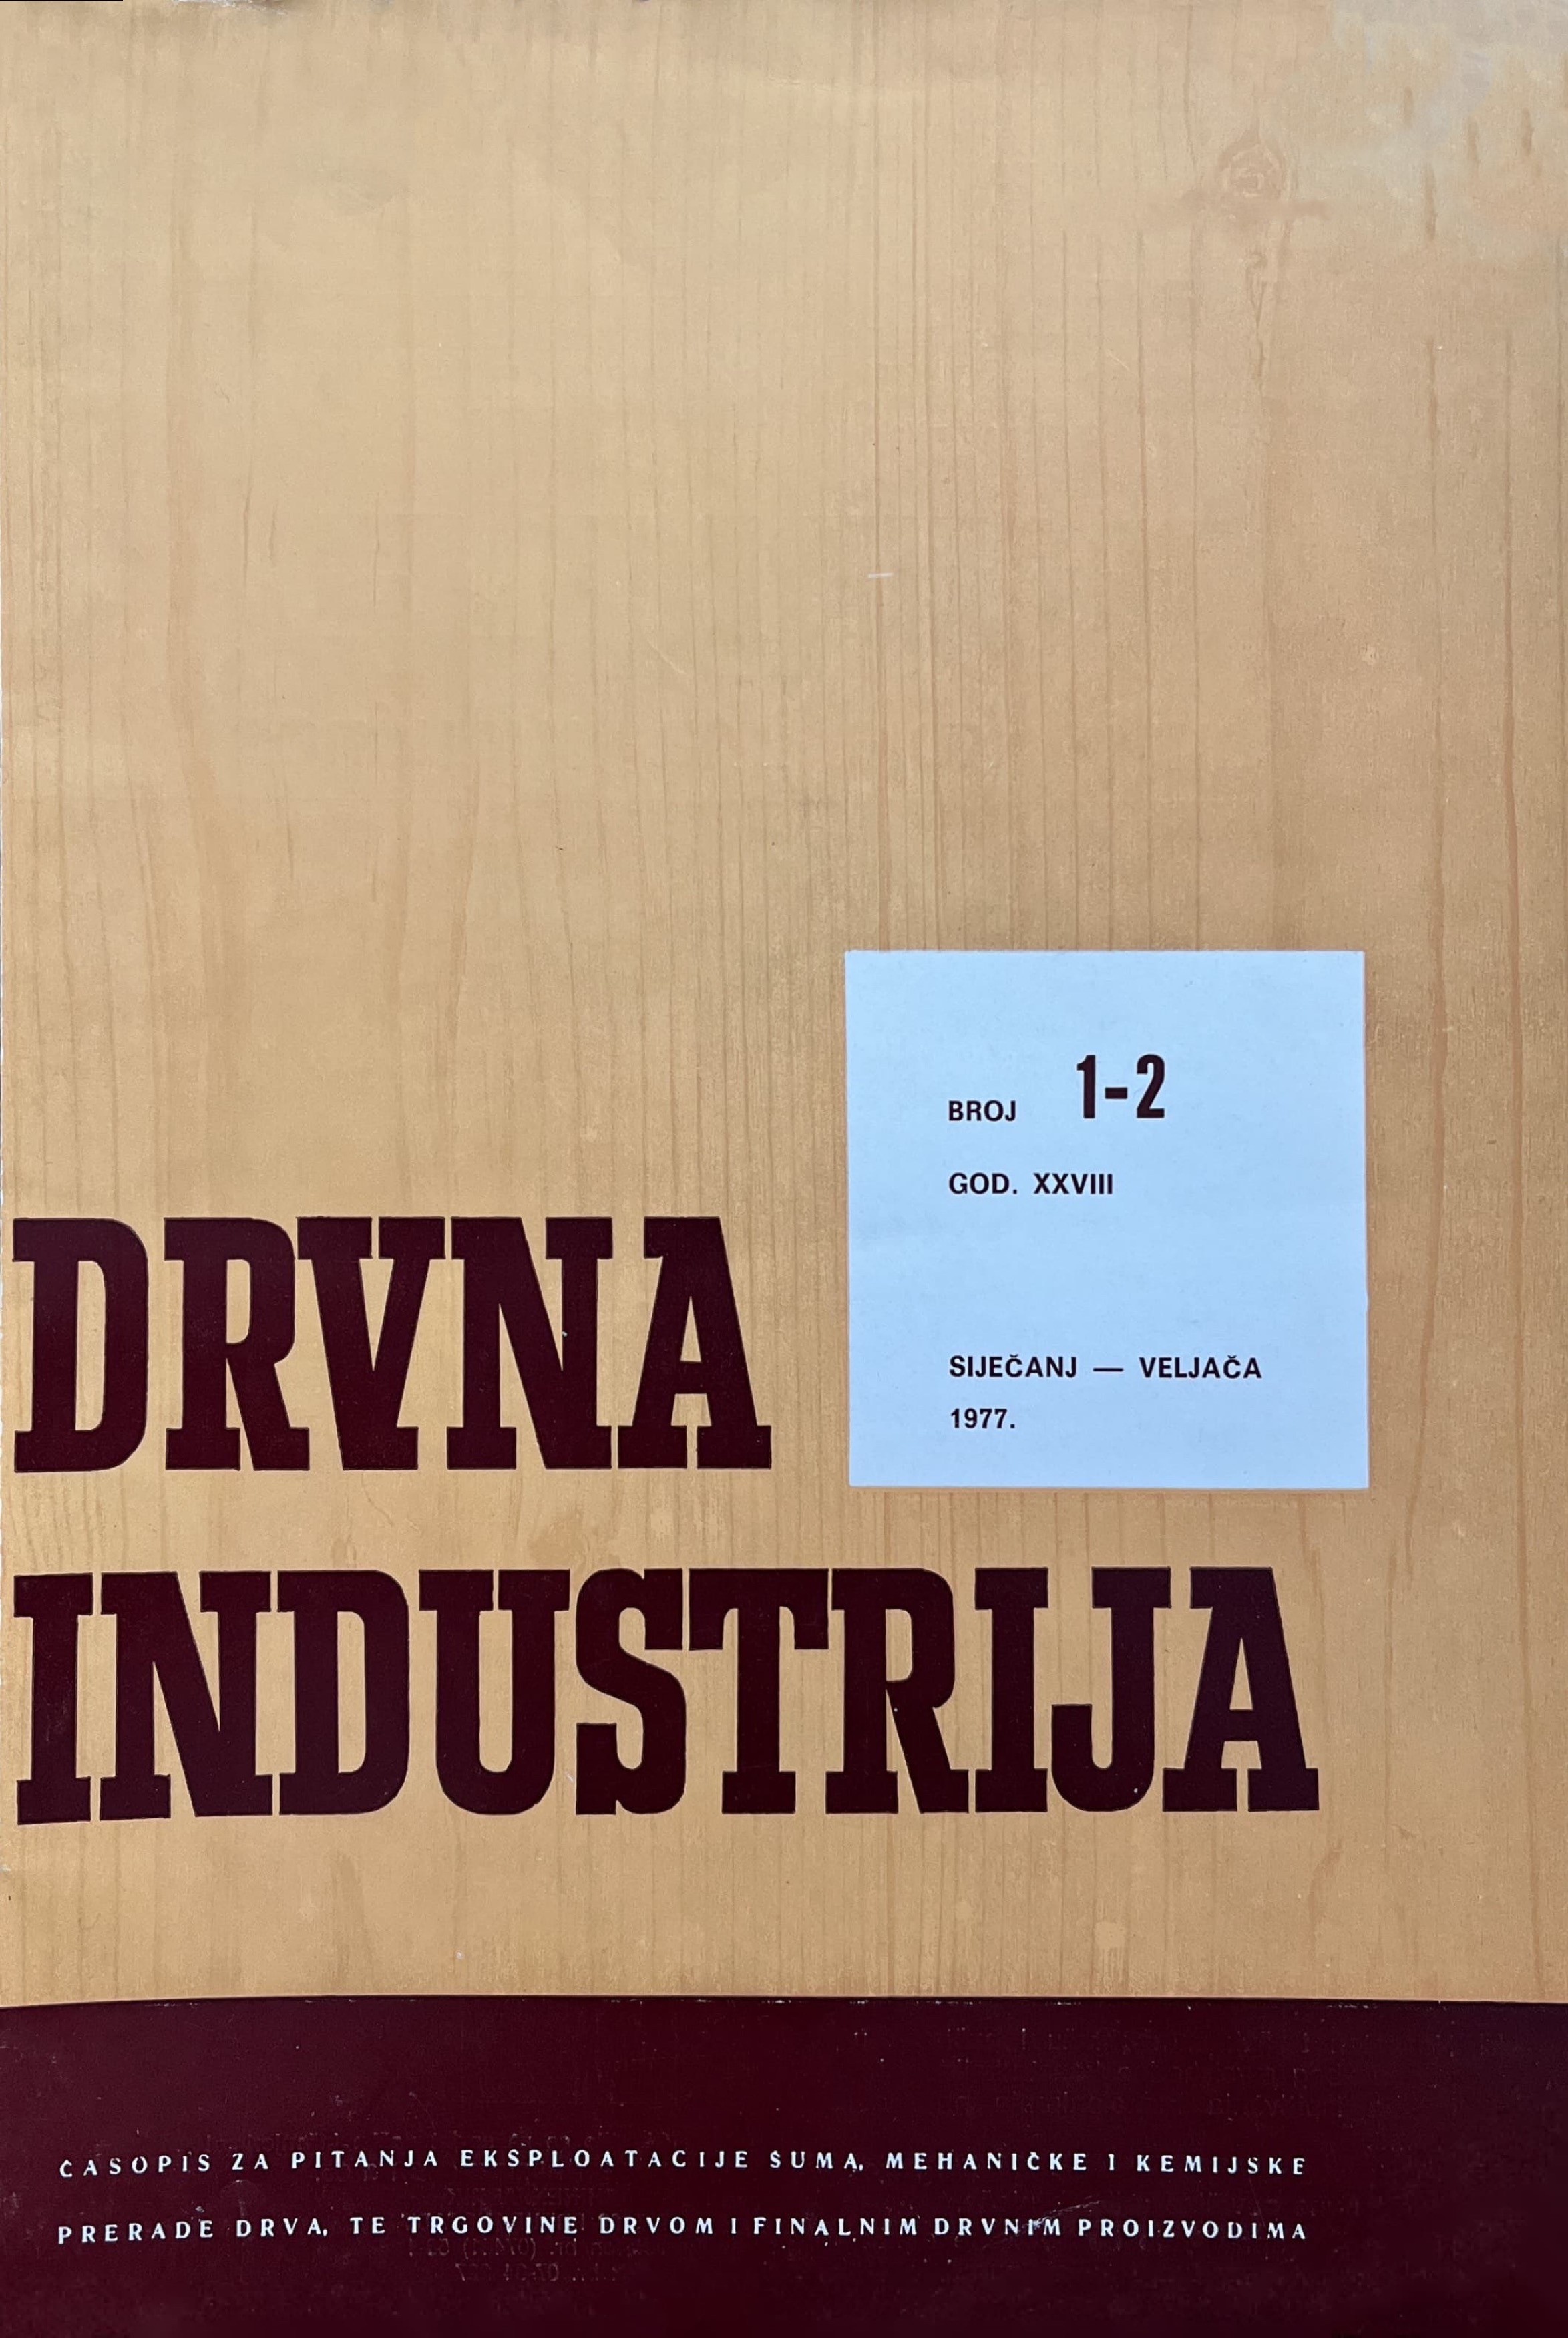 BROJ 1-2
GOD. XXVIII
SIJEČANJ — VELJAČA
1977.
DRVNA
INDUSTRIJA
ČASOPIS ZA PITANJA EKSPLOATACIJE ŠUMA, MEHANIČKE I KEMIJSKE
PRERADE DRVA, TE TRGOVINE DRVOM I FINALNIM DRVNIM PROIZVODIMA